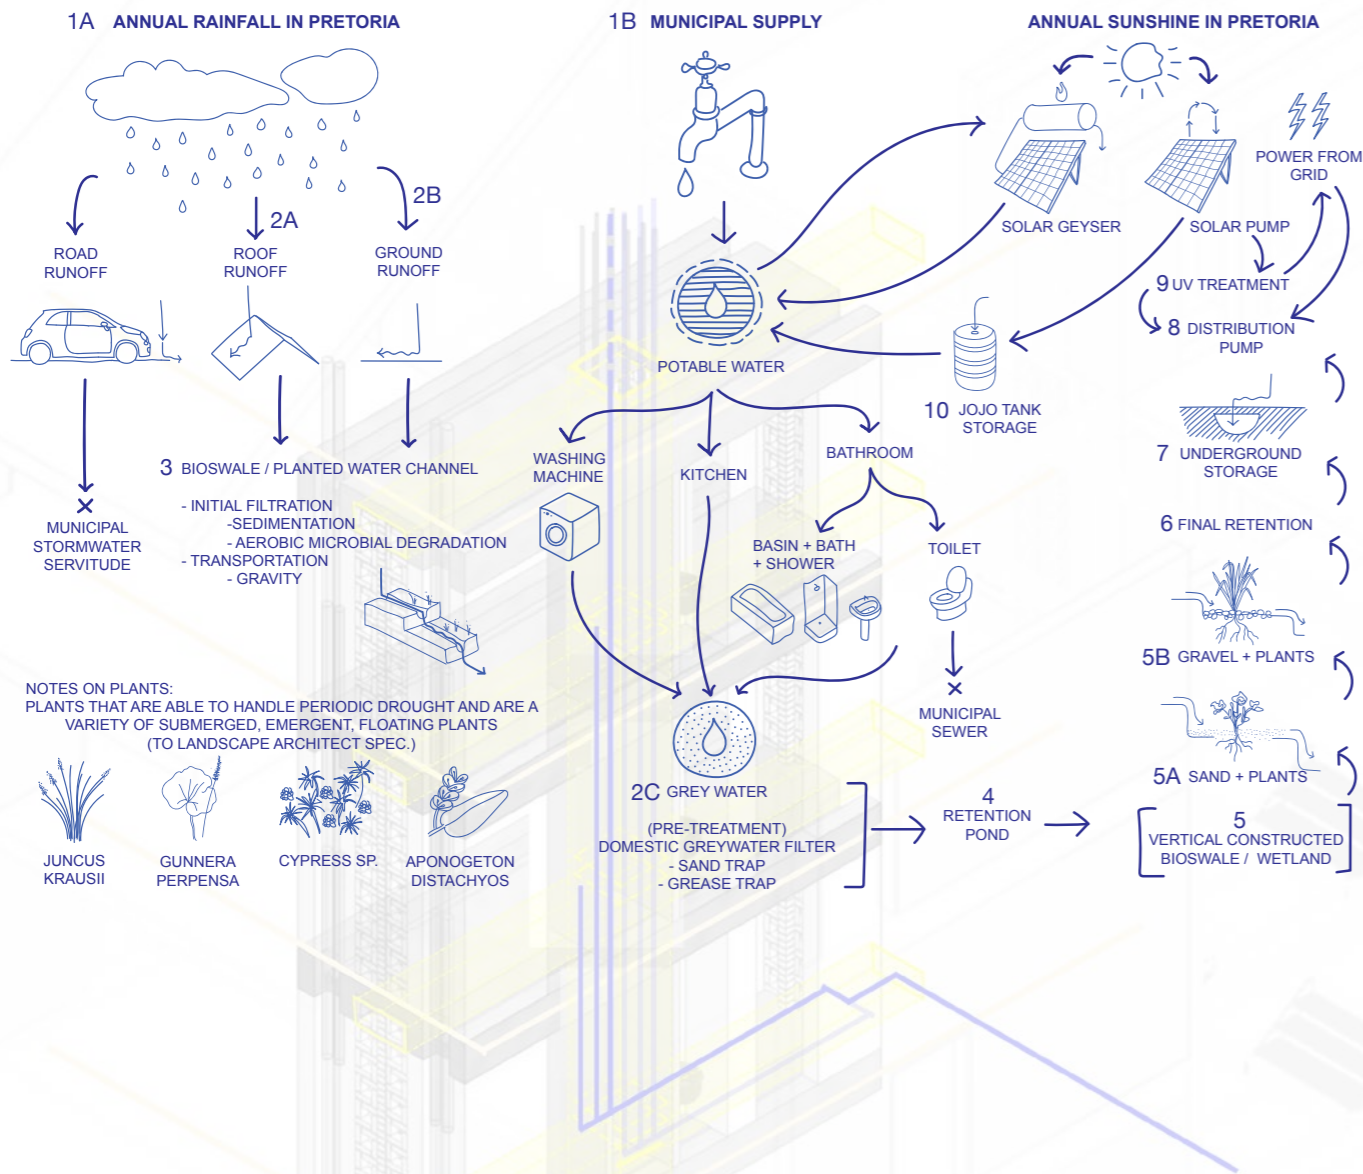 1A ANNUAL RAINFALL IN PRETORIA
2A
2B
ROAD
RUNOFF
ROOF
RUNOFF
GROUND
RUNOFF
MUNICIPAL
STORMWATER
SERVITUDE
3 BIOSWALE / PLANTED WATER CHANNEL
- INITIAL FILTRATION
-SEDIMENTATION
- AEROBIC MICROBIAL DEGRADATION
- TRANSPORTATION
- GRAVITY
NOTES ON PLANTS:
PLANTS THAT ARE ABLE TO HANDLE PERIODIC DROUGHT AND ARE A
VARIETY OF SUBMERGED, EMERGENT, FLOATING PLANTS
(TO LANDSCAPE ARCHITECT SPEC.)
JUNCUS
KRAUSII
GUNNERA
PERPENSA
CYPRESS SP.
APONOGETON
DISTACHYOS
1B MUNICIPAL SUPPLY
POTABLE WATER
WASHING
MACHINE
KITCHEN
BATHROOM
BASIN + BATH
+ SHOWER
TOILET
MUNICIPAL
SEWER
2C GREY WATER
(PRE-TREATMENT)
DOMESTIC GREYWATER FILTER
- SAND TRAP
- GREASE TRAP
4
RETENTION
POND
ANNUAL SUNSHINE IN PRETORIA
SOLAR GEYSER
SOLAR PUMP
POWER FROM
GRID
9 UV TREATMENT
8 DISTRIBUTION
PUMP
10 JOJO TANK
STORAGE
7 UNDERGROUND
STORAGE
6 FINAL RETENTION
5B GRAVEL + PLANTS
5A SAND + PLANTS
5
VERTICAL CONSTRUCTED
BIOSWALE / WETLAND